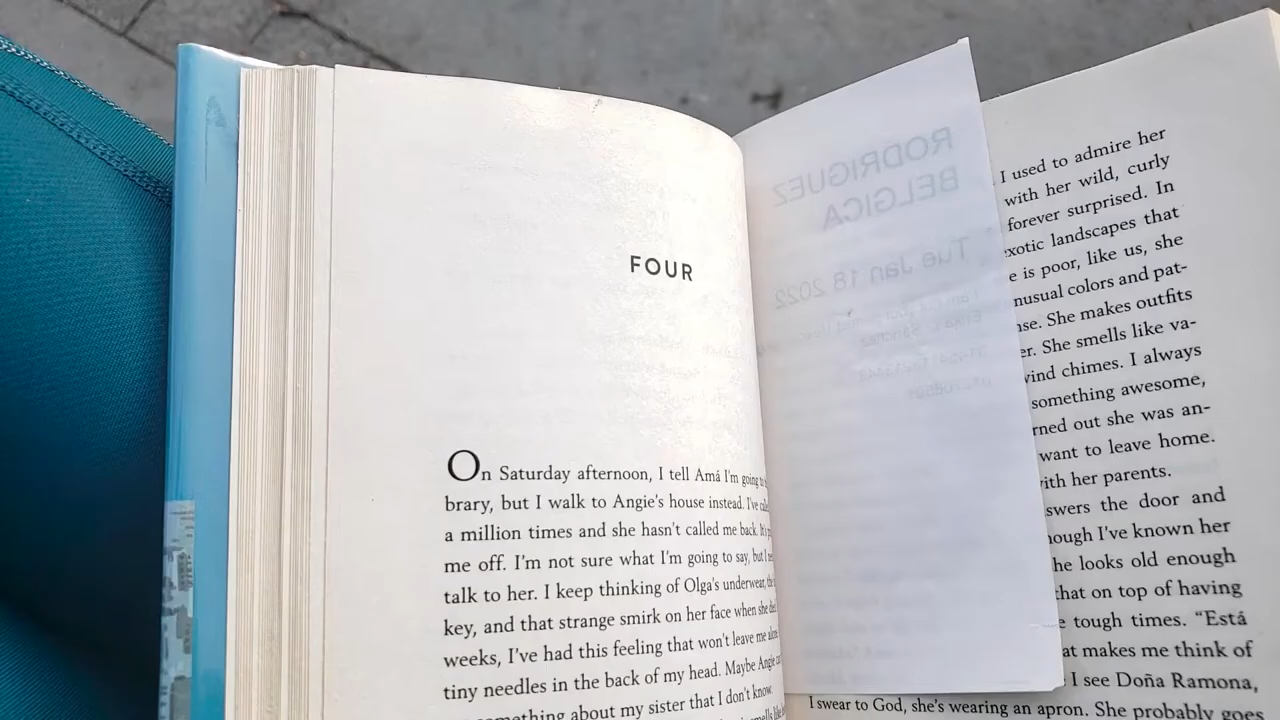 FOUR
On Saturday afternoon, I tell Amá I'm going to
brary, but I walk to Angie's house instead. I've
a million times and she hasn't called me back.
me off. I'm not sure what I'm going to say, but I
talk to her. I keep thinking of Olga's underwear,
key, and that strange smirk on her face when she
weeks, I've had this feeling that won't leave me
tiny needles in the back of my head. Maybe Angie
something about my sister that I don't know.
RODRIGUEZ
BELGICA
Tue Jan 18 2022
I used to admire her
with her wild, curly
forever surprised. In
exotic landscapes that
e is poor, like us, she
nusual colors and pat-
se. She makes outfits
er. She smells like va-
wind chimes. I always
something awesome,
rned out she was an-
want to leave home.
with her parents.
swers the door and
hough I've known her
he looks old enough
that on top of having
e tough times. "Está
at makes me think of
I see Doña Ramona,
I swear to God, she's wearing an apron. She probably goes